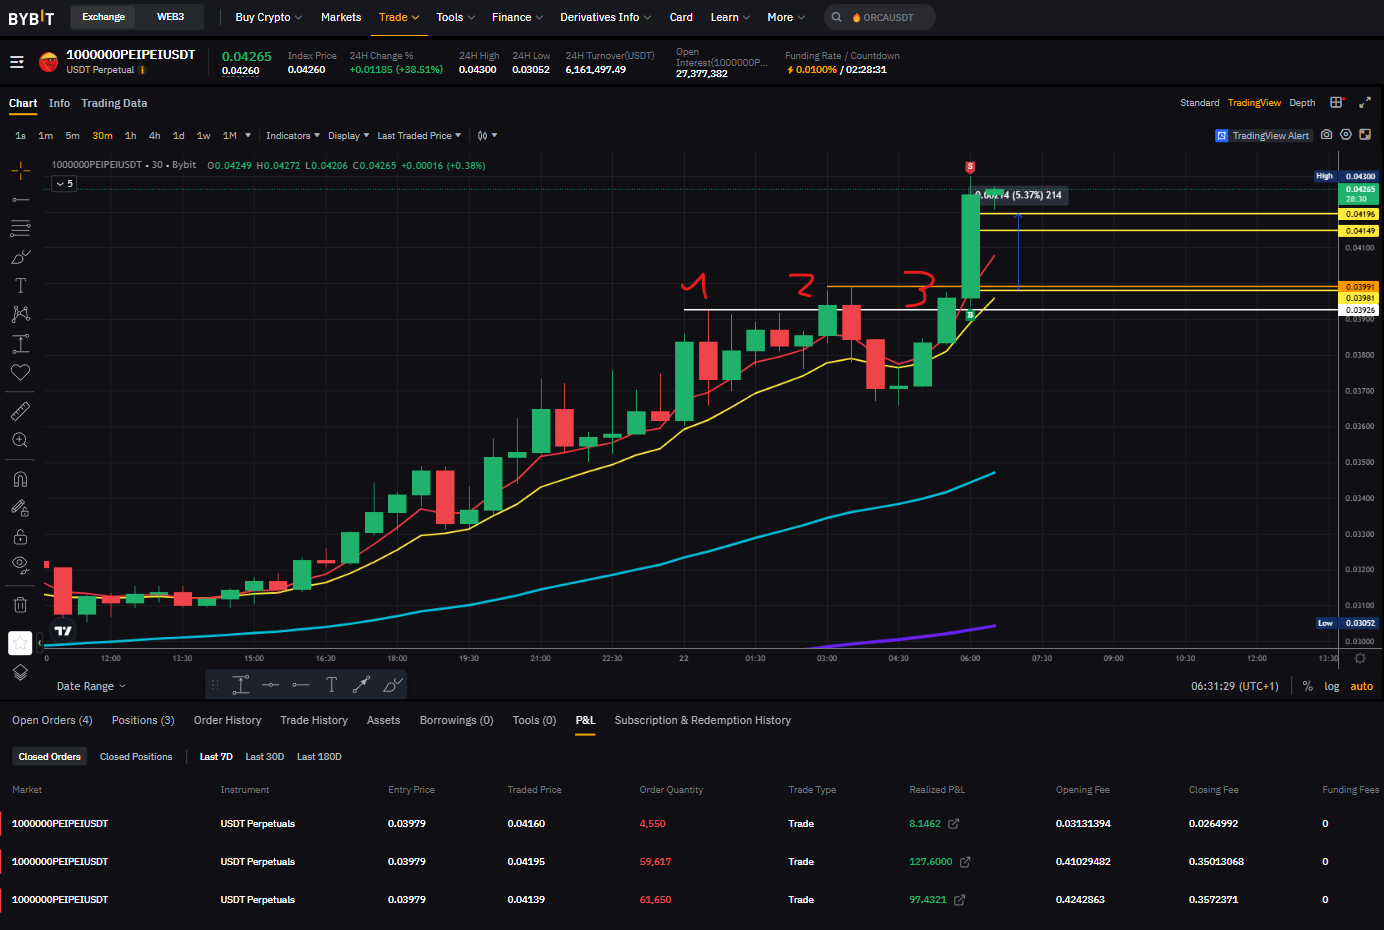 BYBIT Exchange WEB3 Buy Crypto Markets Trade Tools Finance Derivatives Info Card Learn More ORCAUSDT
1000000PEIPEIUSDT
USDT Perpetual
0.04265
0.04260
Index Price
0.04260
24H Change %
+0.01185 (+38.51%)
24H High
0.04300
24H Low
0.03052
24H Turnover(USDT)
6,161,497.49
Open
Interest(1000000P...
27,377,382
Funding Rate / Countdown
0.0100% / 02:28:31
Chart Info Trading Data
Standard TradingView Depth
1s 1m 5m 30m 1h 4h 1d 1w 1M Indicators Display Last Traded Price
TradingView Alert
1000000PEIPEIUSDT • 30 • Bybit O0.04249 H0.04272 L0.04206 C0.04265 +0.00016 (+0.38%)
5
S
0.00214 (5.37%) 214
1 2 3
B
High 0.04300
0.04265
28:30
0.04196
0.04149
0.04100
0.03991
0.03981
0.03926
0.03900
0.03800
0.03700
0.03600
0.03500
0.03400
0.03300
0.03200
0.03100
Low 0.03052
0.03000
0 12:00 13:30 15:00 16:30 18:00 19:30 21:00 22:30 22 01:30 03:00 04:30 06:00 07:30 09:00 10:30 12:00 13:30
Date Range
06:31:29 (UTC+1) % log auto
Open Orders (4) Positions (3) Order History Trade History Assets Borrowings (0) Tools (0) P&L Subscription & Redemption History
Closed Orders Closed Positions Last 7D Last 30D Last 180D
Market Instrument Entry Price Traded Price Order Quantity Trade Type Realized P&L Opening Fee Closing Fee Funding Fees
1000000PEIPEIUSDT USDT Perpetuals 0.03979 0.04160 4,550 Trade 8.1462 0.03131394 0.0264992 0
1000000PEIPEIUSDT USDT Perpetuals 0.03979 0.04195 59,617 Trade 127.6000 0.41029482 0.35013068 0
1000000PEIPEIUSDT USDT Perpetuals 0.03979 0.04139 61,650 Trade 97.4321 0.4242863 0.3572371 0